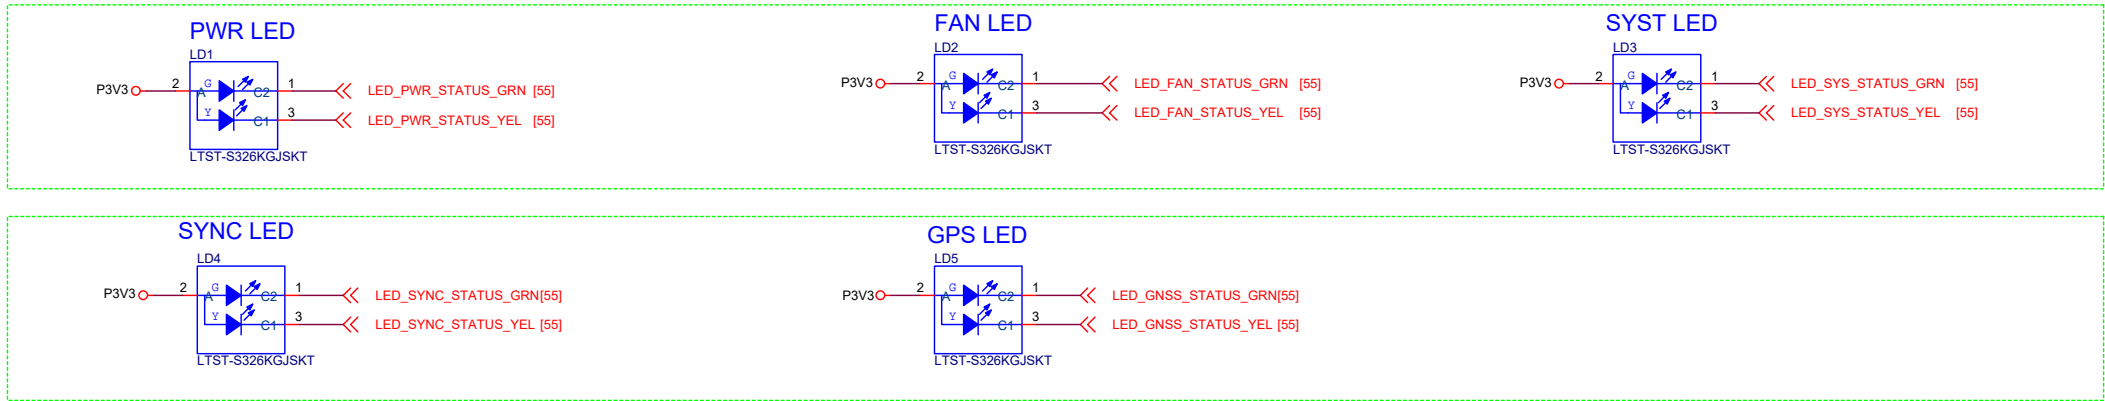 PWR LED
LD1
P3V3 2 A G C2 1 LED_PWR_STATUS_GRN [55]
Y C1 3 LED_PWR_STATUS_YEL [55]
LTST-S326KGJSKT
FAN LED
LD2
P3V3 2 A G C2 1 LED_FAN_STATUS_GRN [55]
Y C1 3 LED_FAN_STATUS_YEL [55]
LTST-S326KGJSKT
SYST LED
LD3
P3V3 2 A G C2 1 LED_SYS_STATUS_GRN [55]
Y C1 3 LED_SYS_STATUS_YEL [55]
LTST-S326KGJSKT
SYNC LED
LD4
P3V3 2 A G C2 1 LED_SYNC_STATUS_GRN[55]
Y C1 3 LED_SYNC_STATUS_YEL [55]
LTST-S326KGJSKT
GPS LED
LD5
P3V3 2 A G C2 1 LED_GNSS_STATUS_GRN[55]
Y C1 3 LED_GNSS_STATUS_YEL [55]
LTST-S326KGJSKT